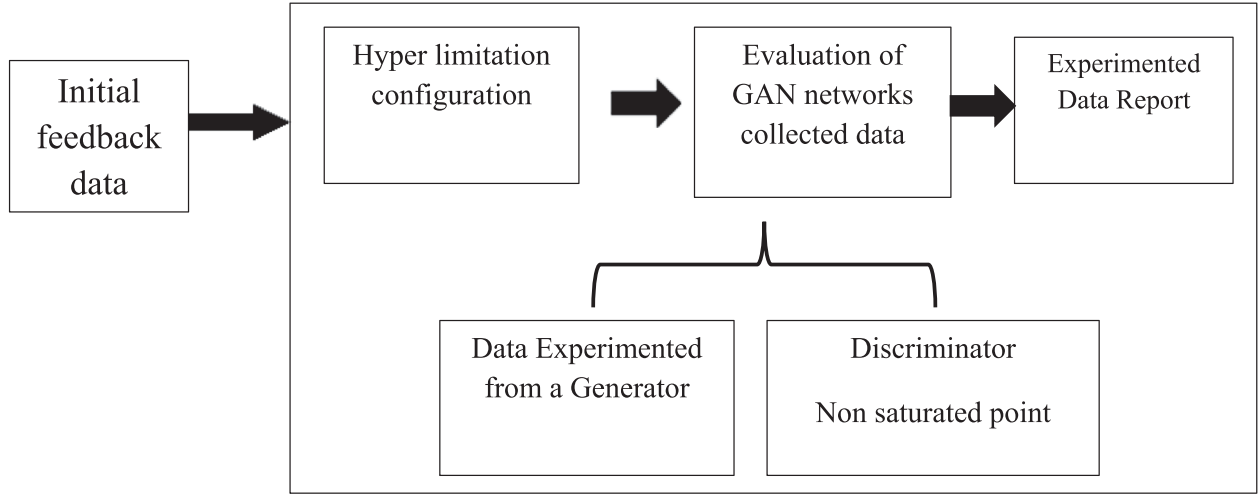 Initial
feedback
data
Hyper limitation
configuration
Evaluation of
GAN networks
collected data
Experimented
Data Report
Data Experimented
from a Generator
Discriminator
Non saturated point